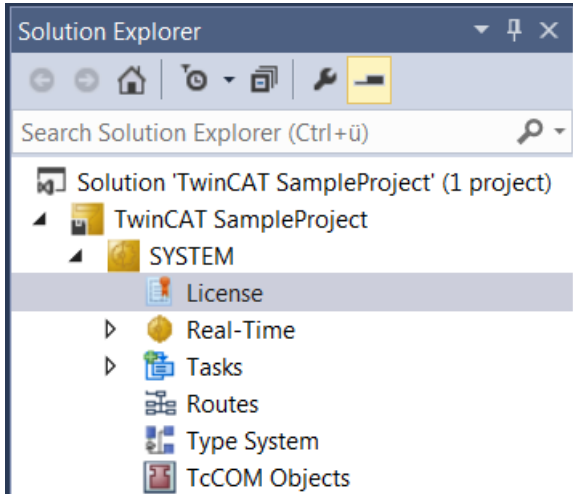 Solution Explorer
Search Solution Explorer (Ctrl+ü)
Solution 'TwinCAT SampleProject' (1 project)
TwinCAT SampleProject
SYSTEM
License
Real-Time
Tasks
Routes
Type System
TcCOM Objects